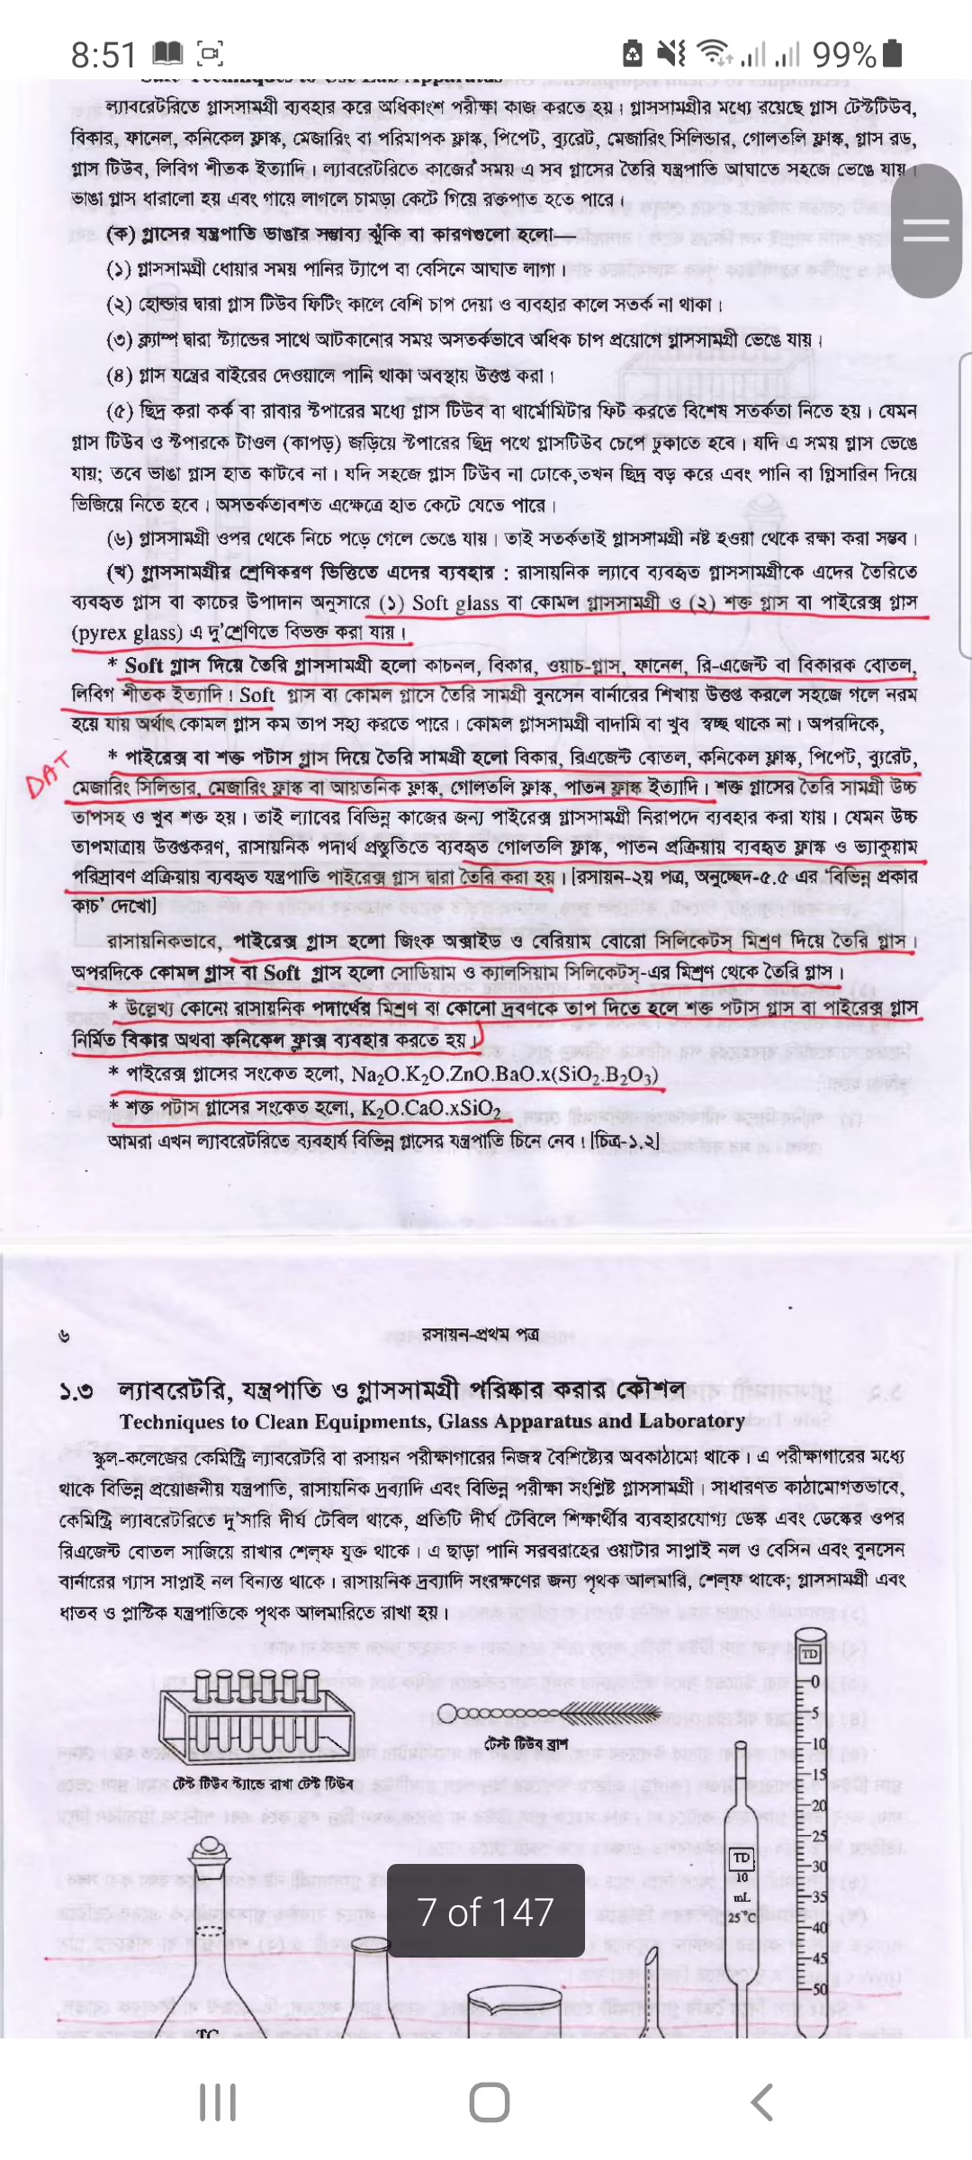 8:51
99%
Safe Techniques to Use Lab Apparatus
ল্যাবরেটরিতে গ্লাসসামগ্রী ব্যবহার করে অধিকাংশ পরীক্ষা কাজ করতে হয়। গ্লাসসামগ্রীর মধ্যে রয়েছে গ্লাস টেস্টটিউব,
বিকার, ফানেল, কনিকেল ফ্লাস্ক, মেজারিং বা পরিমাপক ফ্লাস্ক, পিপেট, ব্যুরেট, মেজারিং সিলিন্ডার, গোলতলি ফ্লাস্ক, গ্লাস রড,
গ্লাস টিউব, লিবিগ শীতক ইত্যাদি। ল্যাবরেটরিতে কাজের সময় এ সব গ্লাসের তৈরি যন্ত্রপাতি আঘাতে সহজে ভেঙে যায়।
ভাঙা গ্লাস ধারালো হয় এবং গায়ে লাগলে চামড়া কেটে গিয়ে রক্তপাত হতে পারে।
(ক) গ্লাসের যন্ত্রপাতি ভাঙার সম্ভাব্য ঝুঁকি বা কারণগুলো হলো—
(১) গ্লাসসামগ্রী ধোয়ার সময় পানির ট্যাপে বা বেসিনে আঘাত লাগা।
(২) হোল্ডার দ্বারা গ্লাস টিউব ফিটিং কালে বেশি চাপ দেয়া ও ব্যবহার কালে সতর্ক না থাকা।
(৩) ক্ল্যাম্প দ্বারা স্ট্যান্ডের সাথে আটকানোর সময় অসতর্কভাবে অধিক চাপ প্রয়োগে গ্লাসসামগ্রী ভেঙে যায়।
(৪) গ্লাস যন্ত্রের বাইরের দেওয়ালে পানি থাকা অবস্থায় উত্তপ্ত করা।
(৫) ছিদ্র করা কর্ক বা রাবার স্টপারের মধ্যে গ্লাস টিউব বা থার্মোমিটার ফিট করতে বিশেষ সতর্কতা নিতে হয়। যেমন
গ্লাস টিউব ও স্টপারকে টাওল (কাপড়) জড়িয়ে স্টপারের ছিদ্র পথে গ্লাসটিউব চেপে ঢুকাতে হবে। যদি এ সময় গ্লাস ভেঙে
যায়; তবে ভাঙা গ্লাস হাত কাটবে না। যদি সহজে গ্লাস টিউব না ঢোকে,তখন ছিদ্র বড় করে এবং পানি বা গ্লিসারিন দিয়ে
ভিজিয়ে নিতে হবে। অসতর্কতাবশত এক্ষেত্রে হাত কেটে যেতে পারে।
(৬) গ্লাসসামগ্রী ওপর থেকে নিচে পড়ে গেলে ভেঙে যায়। তাই সতর্কতাই গ্লাসসামগ্রী নষ্ট হওয়া থেকে রক্ষা করা সম্ভব।
(খ) গ্লাসসামগ্রীর শ্রেণিকরণ ভিত্তিতে এদের ব্যবহার : রাসায়নিক ল্যাবে ব্যবহৃত গ্লাসসামগ্রীকে এদের তৈরিতে
ব্যবহৃত গ্লাস বা কাচের উপাদান অনুসারে (১) Soft glass বা কোমল গ্লাসসামগ্রী ও (২) শক্ত গ্লাস বা পাইরেক্স গ্লাস
(pyrex glass) এ দু'শ্রেণিতে বিভক্ত করা যায়।
* Soft গ্লাস দিয়ে তৈরি গ্লাসসামগ্রী হলো কাচনল, বিকার, ওয়াচ-গ্লাস, ফানেল, রি-এজেন্ট বা বিকারক বোতল,
লিবিগ শীতক ইত্যাদি। Soft গ্লাস বা কোমল গ্লাসে তৈরি সামগ্রী বুনসেন বার্নারের শিখায় উত্তপ্ত করলে সহজে গলে নরম
হয়ে যায় অর্থাৎ কোমল গ্লাস কম তাপ সহ্য করতে পারে। কোমল গ্লাসসামগ্রী বাদামি বা খুব স্বচ্ছ থাকে না। অপরদিকে,
DAT
* পাইরেক্স বা শক্ত পটাস গ্লাস দিয়ে তৈরি সামগ্রী হলো বিকার, রিএজেন্ট বোতল, কনিকেল ফ্লাস্ক, পিপেট, ব্যুরেট,
মেজারিং সিলিন্ডার, মেজারিং ফ্লাস্ক বা আয়তনিক ফ্লাস্ক, গোলতলি ফ্লাস্ক, পাতন ফ্লাস্ক ইত্যাদি। শক্ত গ্লাসের তৈরি সামগ্রী উচ্চ
তাপসহ ও খুব শক্ত হয়। তাই ল্যাবের বিভিন্ন কাজের জন্য পাইরেক্স গ্লাসসামগ্রী নিরাপদে ব্যবহার করা যায়। যেমন উচ্চ
তাপমাত্রায় উত্তপ্তকরণ, রাসায়নিক পদার্থ প্রস্তুতিতে ব্যবহৃত গোলতলি ফ্লাস্ক, পাতন প্রক্রিয়ায় ব্যবহৃত ফ্লাস্ক ও ভ্যাকুয়াম
পরিস্রাবণ প্রক্রিয়ায় ব্যবহৃত যন্ত্রপাতি পাইরেক্স গ্লাস দ্বারা তৈরি করা হয়। [রসায়ন-২য় পত্র, অনুচ্ছেদ-৫.৫ এর 'বিভিন্ন প্রকার
কাচ' দেখো]
রাসায়নিকভাবে, পাইরেক্স গ্লাস হলো জিংক অক্সাইড ও বেরিয়াম বোরো সিলিকেটস্ মিশ্রণ দিয়ে তৈরি গ্লাস।
অপরদিকে কোমল গ্লাস বা Soft গ্লাস হলো সোডিয়াম ও ক্যালসিয়াম সিলিকেটস্-এর মিশ্রণ থেকে তৈরি গ্লাস।
* উল্লেখ্য কোনো রাসায়নিক পদার্থের মিশ্রণ বা কোনো দ্রবণকে তাপ দিতে হলে শক্ত পটাস গ্লাস বা পাইরেক্স গ্লাস
নির্মিত বিকার অথবা কনিকেল ফ্লাক্স ব্যবহার করতে হয়।
* পাইরেক্স গ্লাসের সংকেত হলো, Na₂O.K₂O.ZnO.BaO.x(SiO₂.B₂O₃)
* শক্ত পটাস গ্লাসের সংকেত হলো, K₂O.CaO.xSiO₂
আমরা এখন ল্যাবরেটরিতে ব্যবহার্য বিভিন্ন গ্লাসের যন্ত্রপাতি চিনে নেব। [চিত্র-১.২]
৬
রসায়ন-প্রথম পত্র
১.৩ ল্যাবরেটরি, যন্ত্রপাতি ও গ্লাসসামগ্রী পরিষ্কার করার কৌশল
Techniques to Clean Equipments, Glass Apparatus and Laboratory
স্কুল-কলেজের কেমিস্ট্রি ল্যাবরেটরি বা রসায়ন পরীক্ষাগারের নিজস্ব বৈশিষ্ট্যের অবকাঠামো থাকে। এ পরীক্ষাগারের মধ্যে
থাকে বিভিন্ন প্রয়োজনীয় যন্ত্রপাতি, রাসায়নিক দ্রব্যাদি এবং বিভিন্ন পরীক্ষা সংশ্লিষ্ট গ্লাসসামগ্রী। সাধারণত কাঠামোগতভাবে,
কেমিস্ট্রি ল্যাবরেটরিতে দু'সারি দীর্ঘ টেবিল থাকে, প্রতিটি দীর্ঘ টেবিলে শিক্ষার্থীর ব্যবহারযোগ্য ডেস্ক এবং ডেস্কের ওপর
রিএজেন্ট বোতল সাজিয়ে রাখার শেল্‌ফ যুক্ত থাকে। এ ছাড়া পানি সরবরাহের ওয়াটার সাপ্লাই নল ও বেসিন এবং বুনসেন
বার্নারের গ্যাস সাপ্লাই নল বিন্যস্ত থাকে। রাসায়নিক দ্রব্যাদি সংরক্ষণের জন্য পৃথক আলমারি, শেল্‌ফ থাকে; গ্লাসসামগ্রী এবং
ধাতব ও প্লাস্টিক যন্ত্রপাতিকে পৃথক আলমারিতে রাখা হয়।
টেস্ট টিউব স্ট্যান্ডে রাখা টেস্ট টিউব
টেস্ট টিউব ব্রাশ
TD
0
5
10
15
20
25
30
35
40
45
50
TD
10
mL
25°C
7 of 147
TC